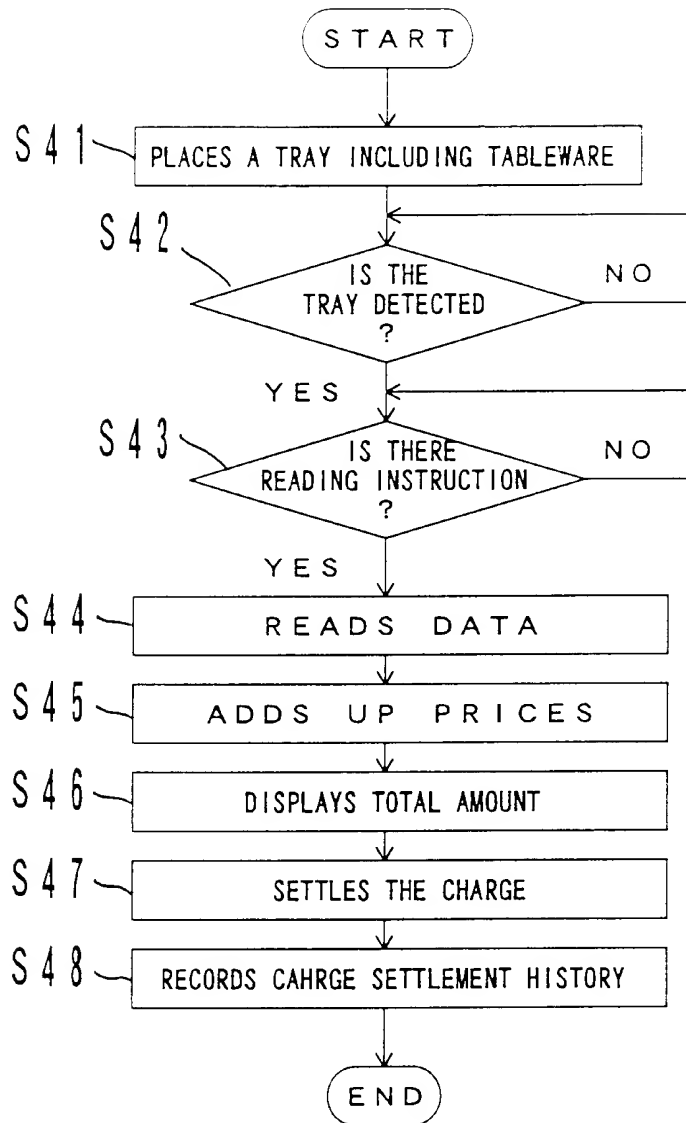 START
S41
PLACES A TRAY INCLUDING TABLEWARE
S42
IS THE
TRAY DETECTED
?
NO
YES
S43
IS THERE
READING INSTRUCTION
?
NO
YES
S44
READS DATA
S45
ADDS UP PRICES
S46
DISPLAYS TOTAL AMOUNT
S47
SETTLES THE CHARGE
S48
RECORDS CAHRGE SETTLEMENT HISTORY
END